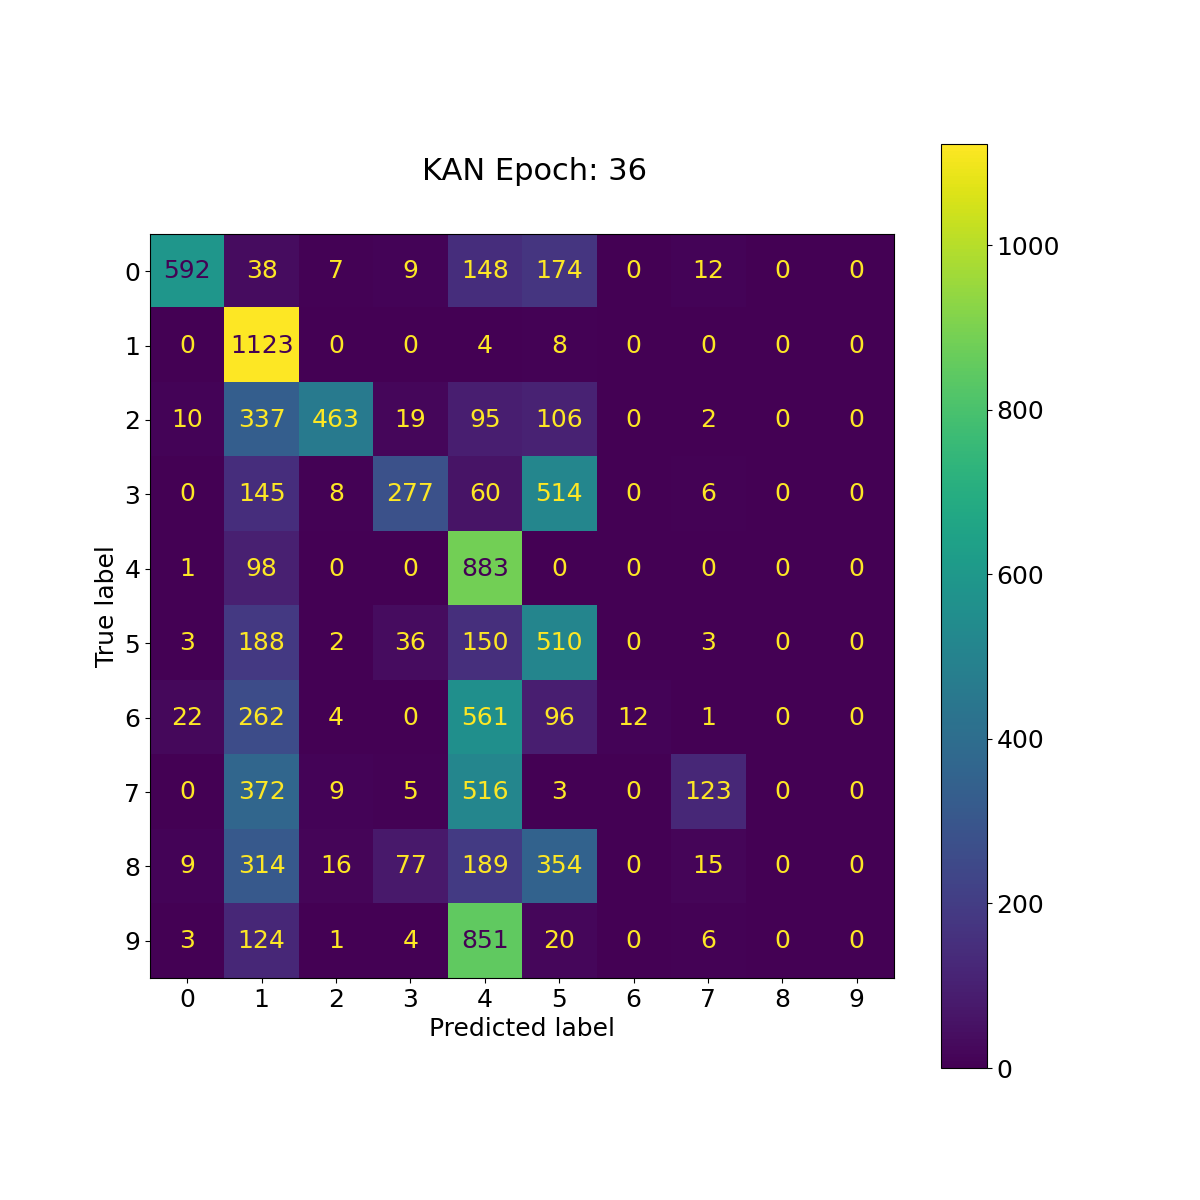 KAN Epoch: 36
0 592 38 7 9 148 174 0 12 0 0
1 0 1123 0 0 4 8 0 0 0 0
2 10 337 463 19 95 106 0 2 0 0
3 0 145 8 277 60 514 0 6 0 0
4 1 98 0 0 883 0 0 0 0 0
5 3 188 2 36 150 510 0 3 0 0
6 22 262 4 0 561 96 12 1 0 0
7 0 372 9 5 516 3 0 123 0 0
8 9 314 16 77 189 354 0 15 0 0
9 3 124 1 4 851 20 0 6 0 0
0 1 2 3 4 5 6 7 8 9
Predicted label
True label
1000
800
600
400
200
0